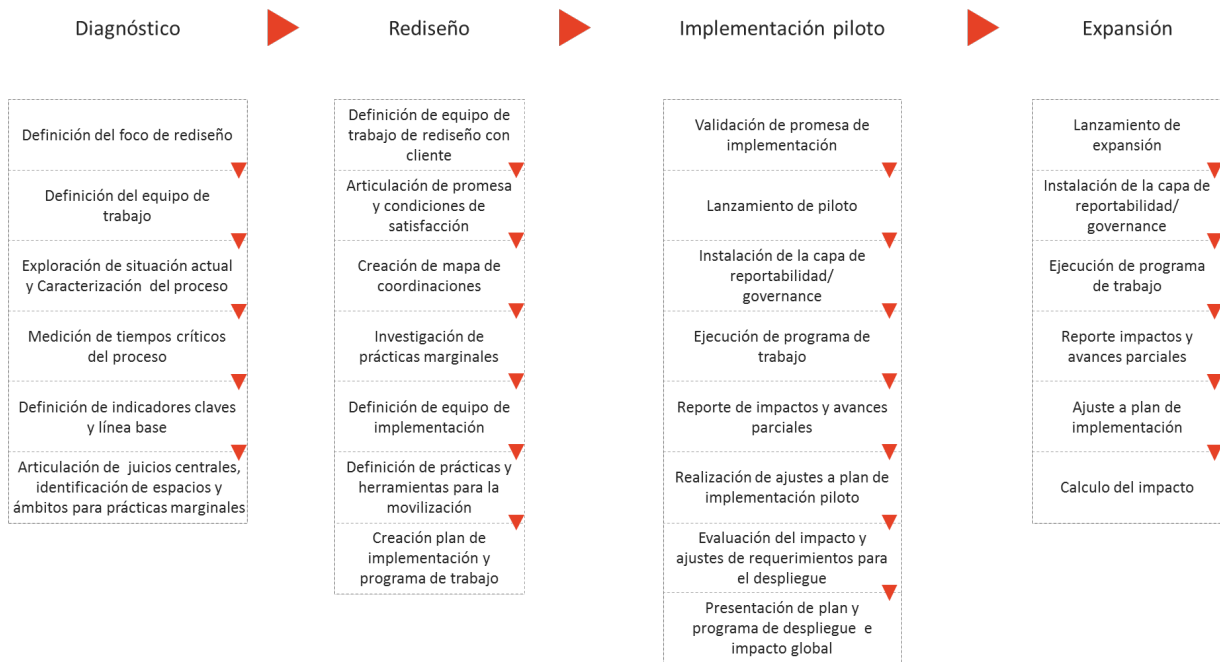 Diagnóstico
Rediseño
Implementación piloto
Expansión
Definición del foco de rediseño
Definición del equipo de
trabajo
Exploración de situación actual
y Caracterización del proceso
Medición de tiempos críticos
del proceso
Definición de indicadores claves
y línea base
Articulación de juicios centrales,
identificación de espacios y
ámbitos para prácticas marginales
Definición de equipo de
trabajo de rediseño con
cliente
Articulación de promesa
y condiciones de
satisfacción
Creación de mapa de
coordinaciones
Investigación de
prácticas marginales
Definición de equipo de
implementación
Definición de prácticas y
herramientas para la
movilización
Creación plan de
implementación y
programa de trabajo
Validación de promesa de
implementación
Lanzamiento de piloto
Instalación de la capa de
reportabilidad/
governance
Ejecución de programa de
trabajo
Reporte de impactos y avances
parciales
Realización de ajustes a plan de
implementación piloto
Evaluación del impacto y
ajustes de requerimientos para
el despliegue
Presentación de plan y
programa de despliegue e
impacto global
Lanzamiento de
expansión
Instalación de la capa de
reportabilidad/
governance
Ejecución de programa
de trabajo
Reporte impactos y
avances parciales
Ajuste a plan de
implementación
Calculo del impacto